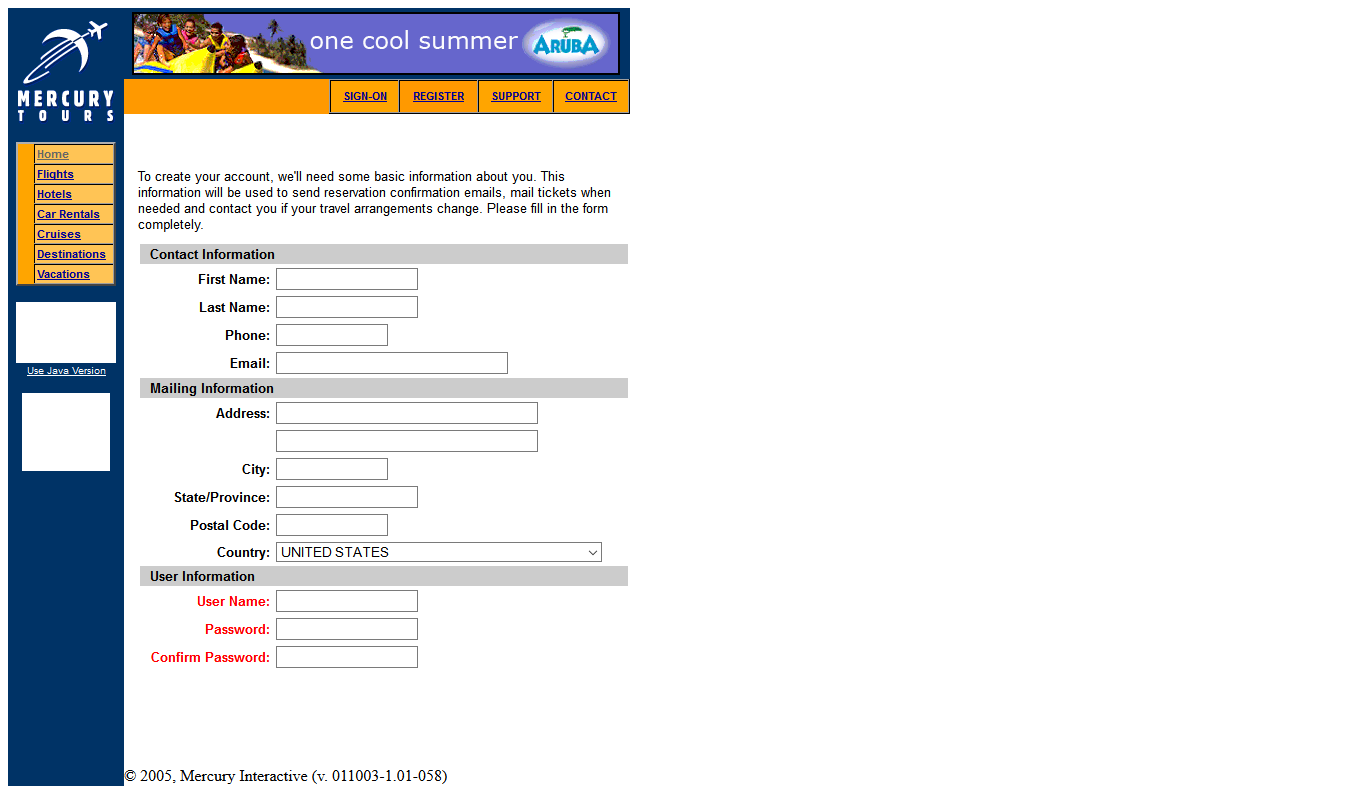 one cool summer ARUBA
MERCURY
TOURS
SIGN-ON REGISTER SUPPORT CONTACT
Home
Flights
Hotels
Car Rentals
Cruises
Destinations
Vacations
Use Java Version
To create your account, we'll need some basic information about you. This
information will be used to send reservation confirmation emails, mail tickets when
needed and contact you if your travel arrangements change. Please fill in the form
completely.
Contact Information
First Name:
Last Name:
Phone:
Email:
Mailing Information
Address:
City:
State/Province:
Postal Code:
Country: UNITED STATES
User Information
User Name:
Password:
Confirm Password:
© 2005, Mercury Interactive (v. 011003-1.01-058)